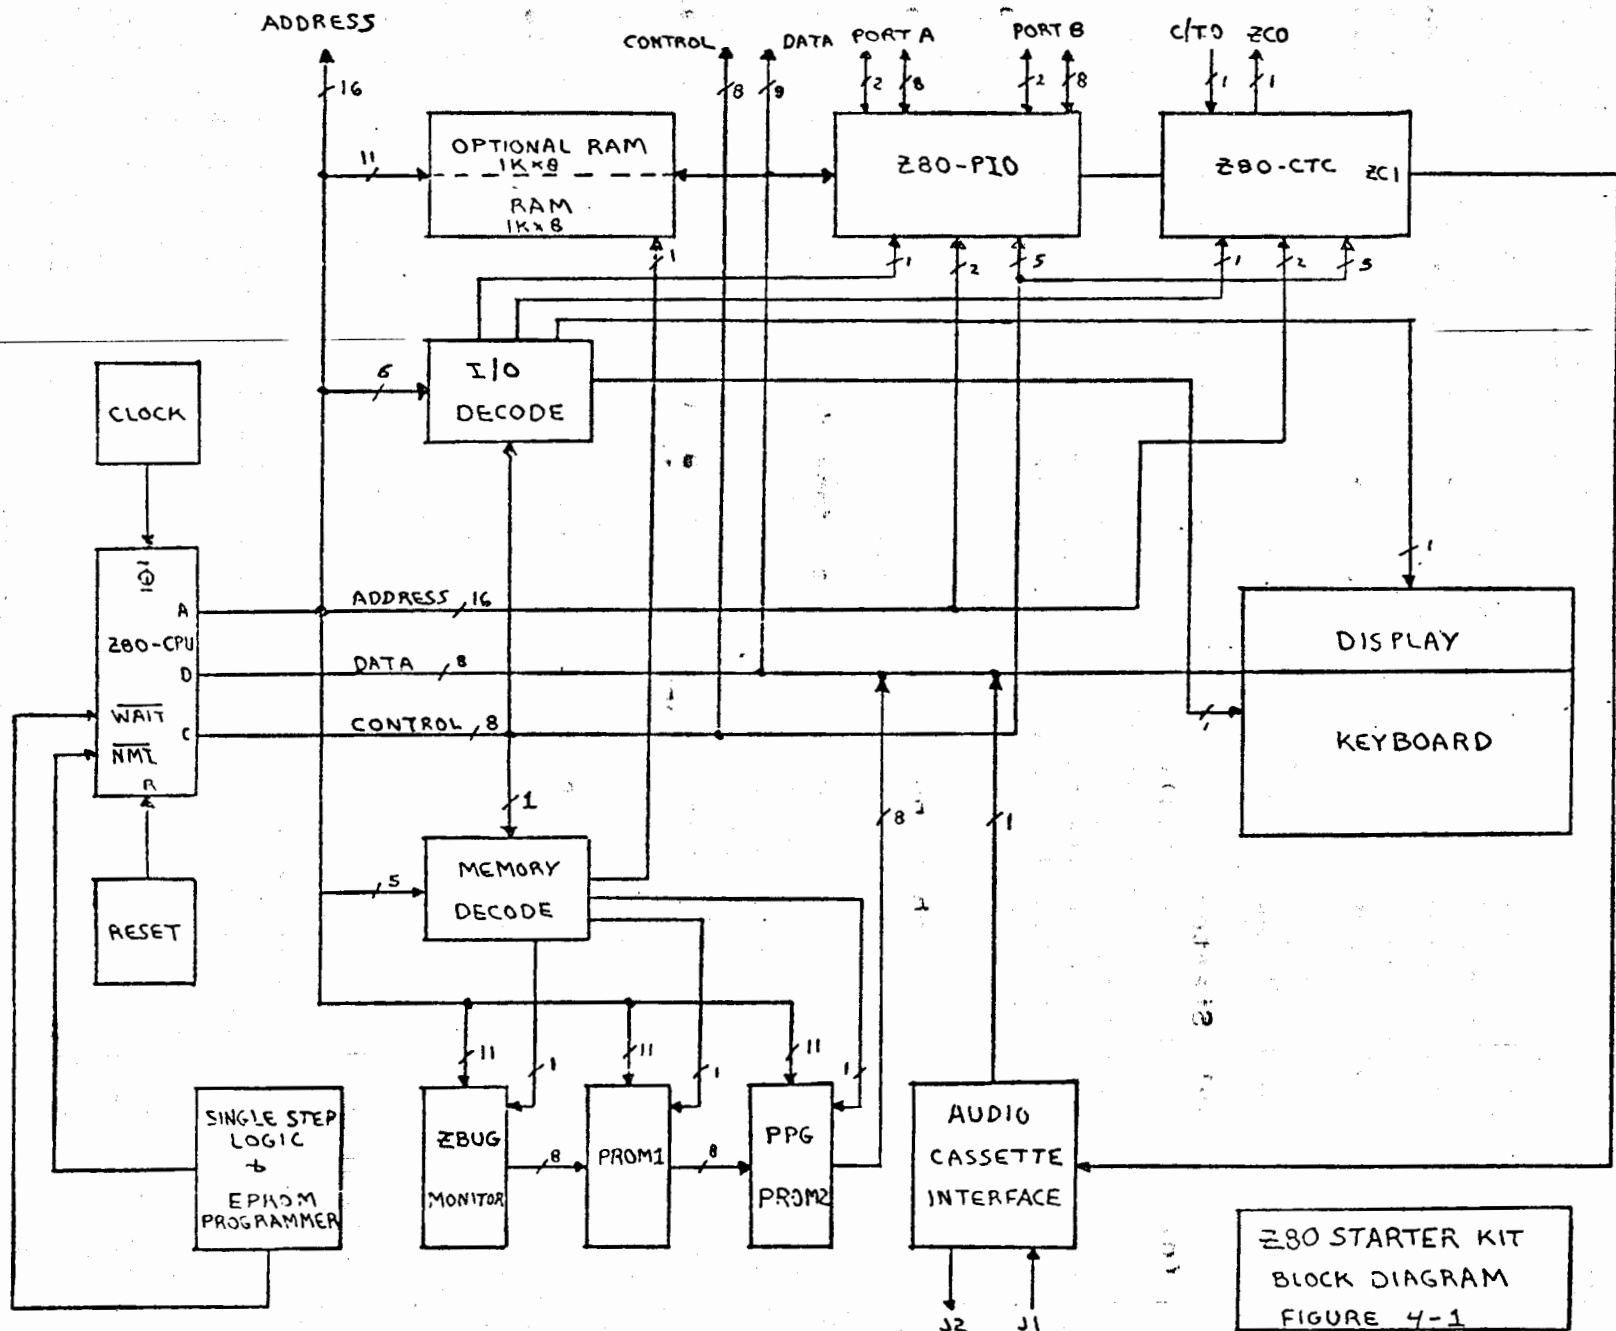 ADDRESS
CONTROL
DATA
PORT A
PORT B
C/T0
ZC0
16
8
9
2
8
2
8
1
1
11
OPTIONAL RAM
1K×8
RAM
1K×8
Z80-PIO
Z80-CTC
ZC1
1
1
2
5
1
2
5
6
I/O
DECODE
CLOCK
1
Φ
A
ADDRESS 16
Z80-CPU
D
DATA 8
WAIT
C
CONTROL 8
NMI
R
DISPLAY
KEYBOARD
1
1
8
1
5
MEMORY
DECODE
RESET
11
1
11
1
11
1
SINGLE STEP
LOGIC
&
EPROM
PROGRAMMER
ZBUG
MONITOR
8
PROM1
8
PPG
PROM2
AUDIO
CASSETTE
INTERFACE
J2
J1
Z80 STARTER KIT
BLOCK DIAGRAM
FIGURE 4-1